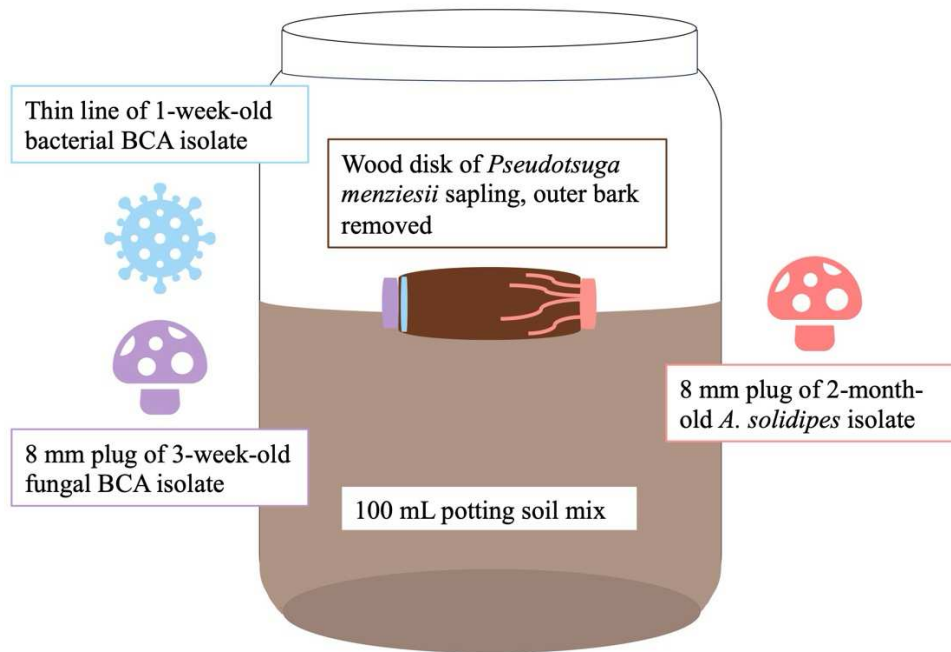 Thin line of 1-week-old
bacterial BCA isolate
Wood disk of Pseudotsuga
menziesii sapling, outer bark
removed
8 mm plug of 2-month-
old A. solidipes isolate
8 mm plug of 3-week-old
fungal BCA isolate
100 mL potting soil mix